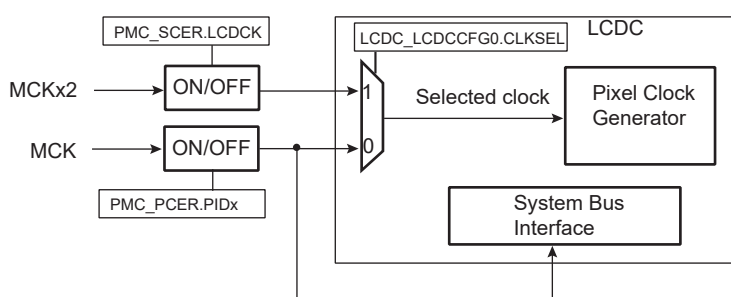 PMC_SCER.LCDCK
LCDC_LCDCCFG0.CLKSEL
LCDC
MCKx2
ON/OFF
1
Selected clock
Pixel Clock
Generator
MCK
ON/OFF
0
PMC_PCER.PIDx
System Bus
Interface